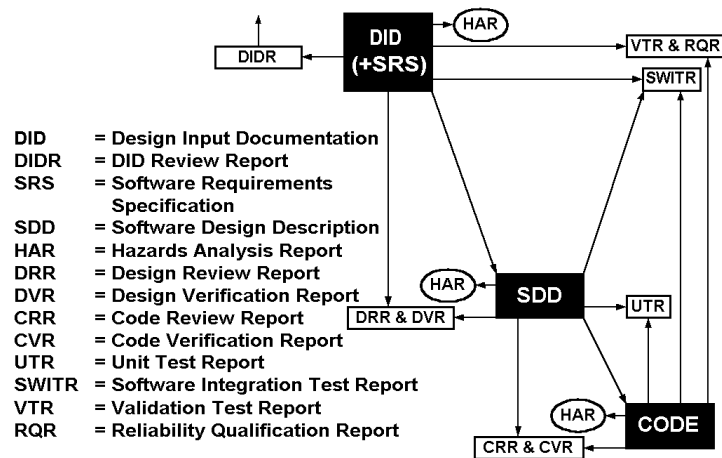 DID
(+SRS)
HAR
DIDR
VTR & RQR
SWITR
DID = Design Input Documentation
DIDR = DID Review Report
SRS = Software Requirements
Specification
SDD = Software Design Description
HAR = Hazards Analysis Report
DRR = Design Review Report
DVR = Design Verification Report
CRR = Code Review Report
CVR = Code Verification Report
UTR = Unit Test Report
SWITR = Software Integration Test Report
VTR = Validation Test Report
RQR = Reliability Qualification Report
HAR
SDD
DRR & DVR
UTR
HAR
CODE
CRR & CVR